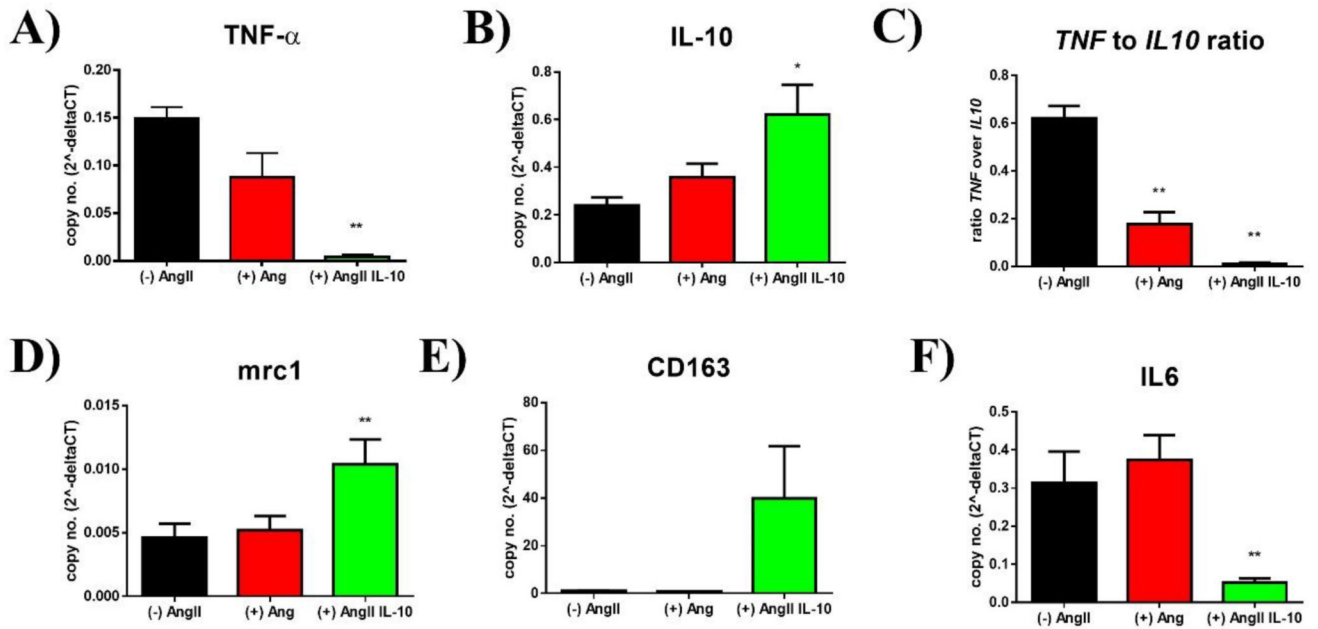 A)
TNF-α
copy no. (2^-deltaCT)
0.20
0.15
0.10
0.05
0.00
**
(-) AngII
(+) Ang
(+) AngII IL-10
B)
IL-10
copy no. (2^-deltaCT)
0.8
0.6
0.4
0.2
0.0
*
(-) AngII
(+) Ang
(+) AngII IL-10
C)
TNF to IL10 ratio
ratio TNF over IL10
0.8
0.6
0.4
0.2
0.0
**
**
(-) AngII
(+) Ang
(+) AngII IL-10
D)
mrc1
copy no. (2^-deltaCT)
0.015
0.010
0.005
0.000
**
(-) AngII
(+) Ang
(+) AngII IL-10
E)
CD163
copy no. (2^-deltaCT)
80
60
40
20
0
(-) AngII
(+) Ang
(+) AngII IL-10
F)
IL6
copy no. (2^-deltaCT)
0.5
0.4
0.3
0.2
0.1
0.0
**
(-) AngII
(+) Ang
(+) AngII IL-10